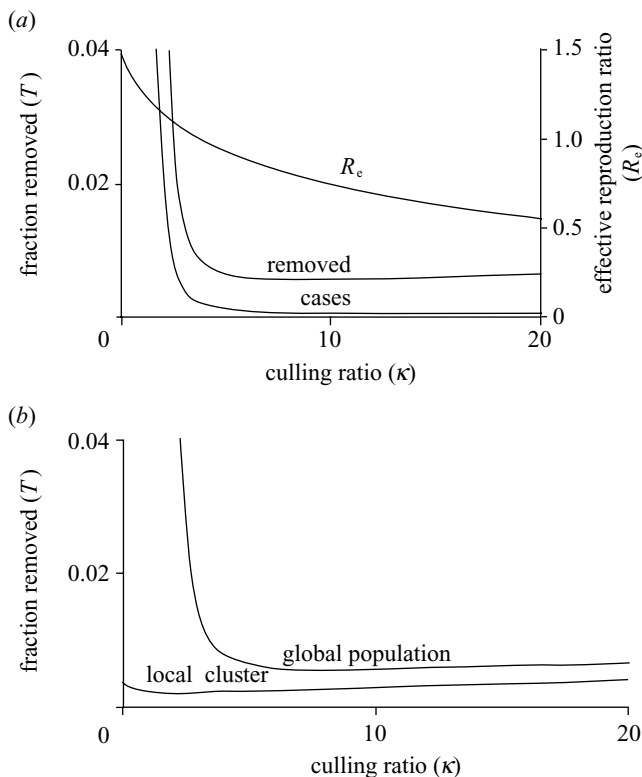 (a)
0.04
0.02
0
10
20
1.5
1.0
0.5
0
fraction removed (T)
effective reproduction ratio
(Rₑ)
Rₑ
removed
cases
culling ratio (κ)
(b)
0.04
0.02
0
10
20
fraction removed (T)
global population
local cluster
culling ratio (κ)